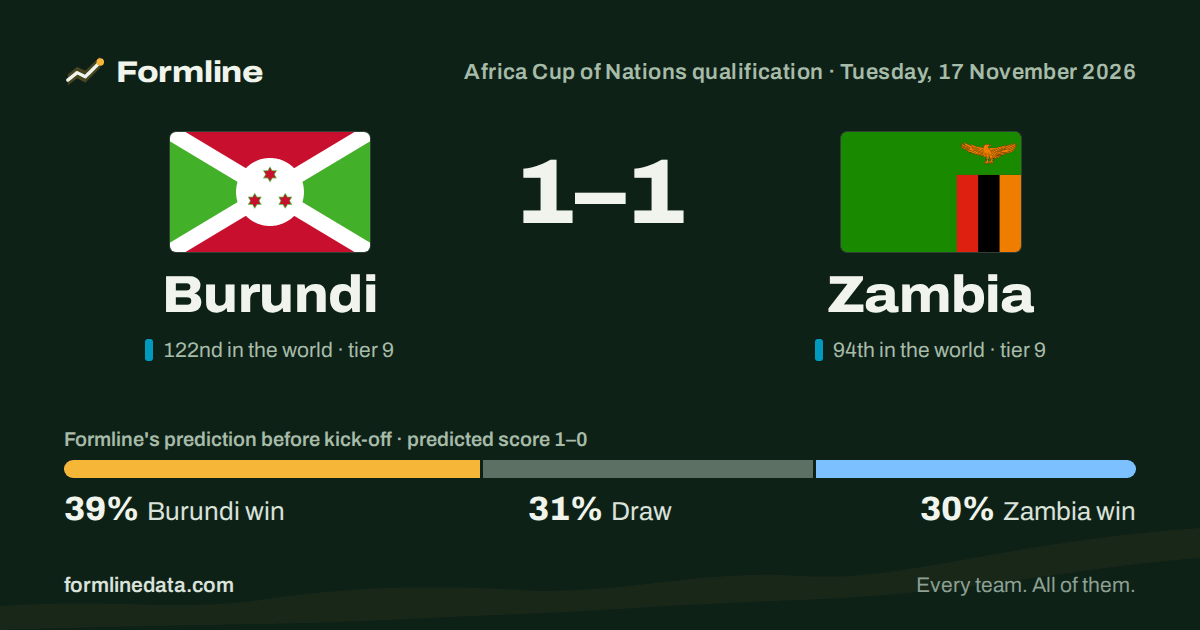 Formline
Africa Cup of Nations qualification · Tuesday, 17 November 2026
1–1
Burundi
Zambia
122nd in the world · tier 9
94th in the world · tier 9
Formline's prediction before kick-off · predicted score 1–0
39% Burundi win
31% Draw
30% Zambia win
formlinedata.com
Every team. All of them.